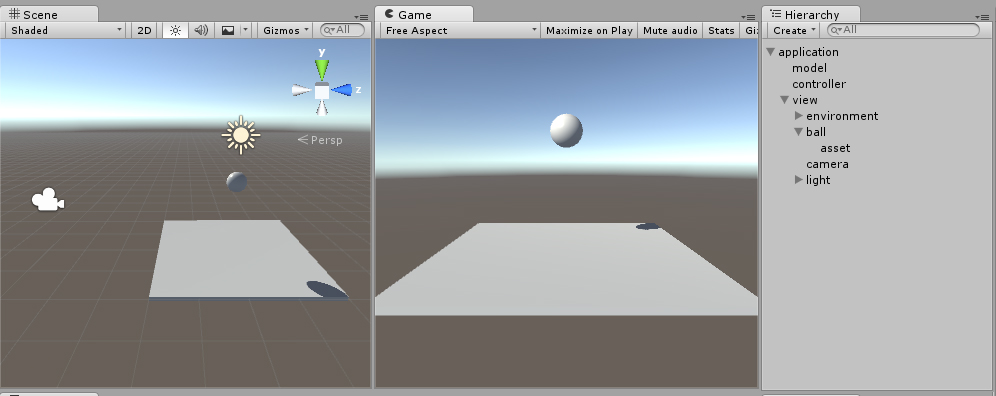 Scene
Shaded 2D Gizmos All
y
z
Persp
Game
Free Aspect Maximize on Play Mute audio Stats Gi
Hierarchy
Create All
application
model
controller
view
environment
ball
asset
camera
light